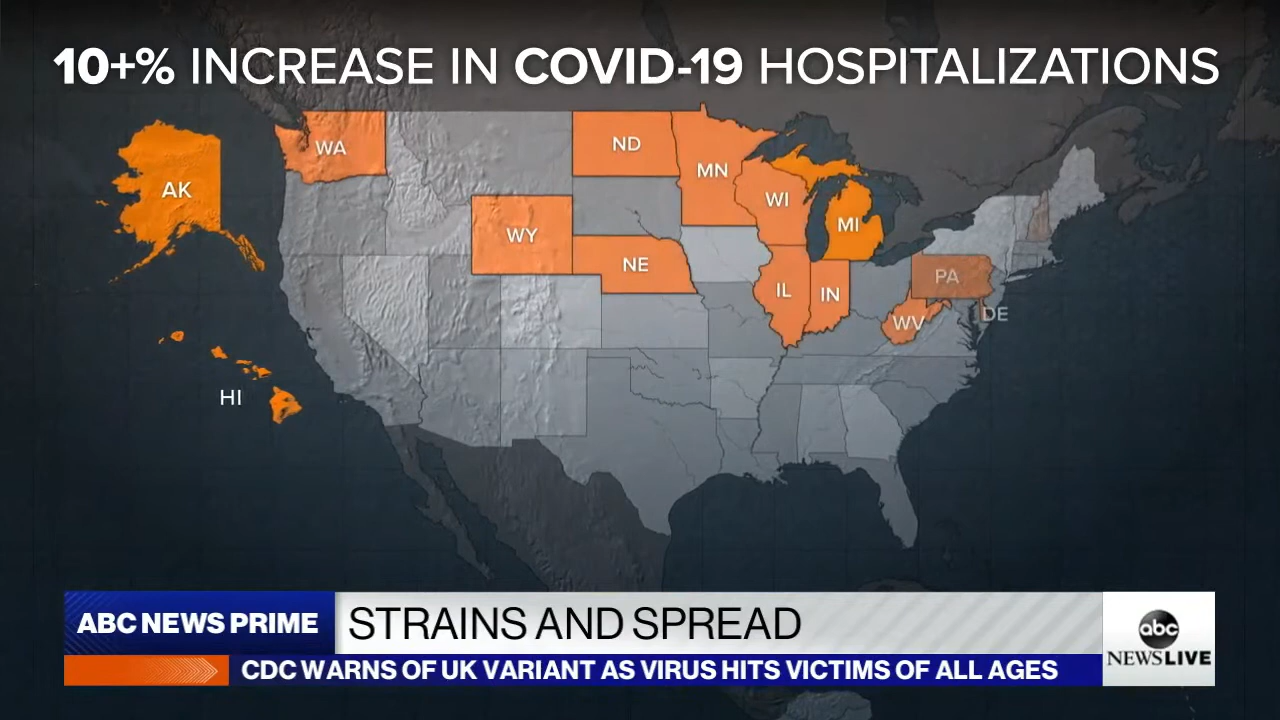 10+% INCREASE IN COVID-19 HOSPITALIZATIONS
WA
ND
MN
AK
WI
MI
WY
NE
PA
IL
IN
WV
DE
HI
ABC NEWS PRIME
STRAINS AND SPREAD
abc
NEWSLIVE
CDC WARNS OF UK VARIANT AS VIRUS HITS VICTIMS OF ALL AGES